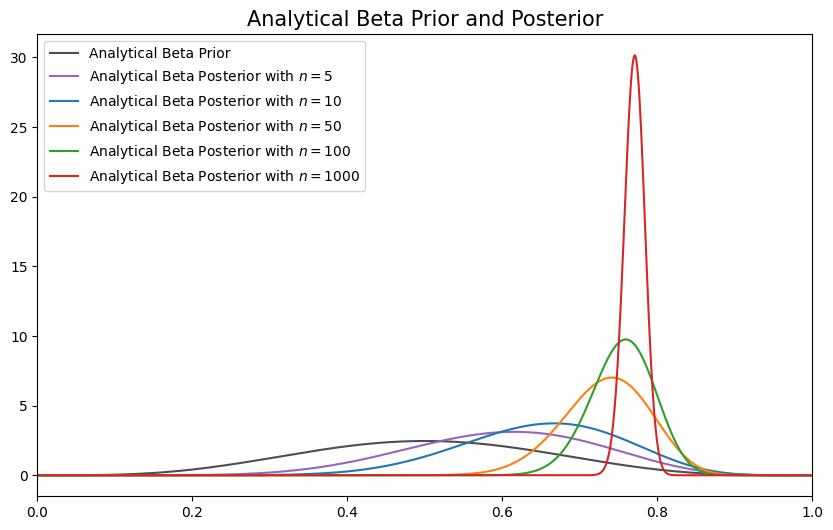 Analytical Beta Prior and Posterior
Analytical Beta Prior
Analytical Beta Posterior with n = 5
Analytical Beta Posterior with n = 10
Analytical Beta Posterior with n = 50
Analytical Beta Posterior with n = 100
Analytical Beta Posterior with n = 1000
30
25
20
15
10
5
0
0.0 0.2 0.4 0.6 0.8 1.0